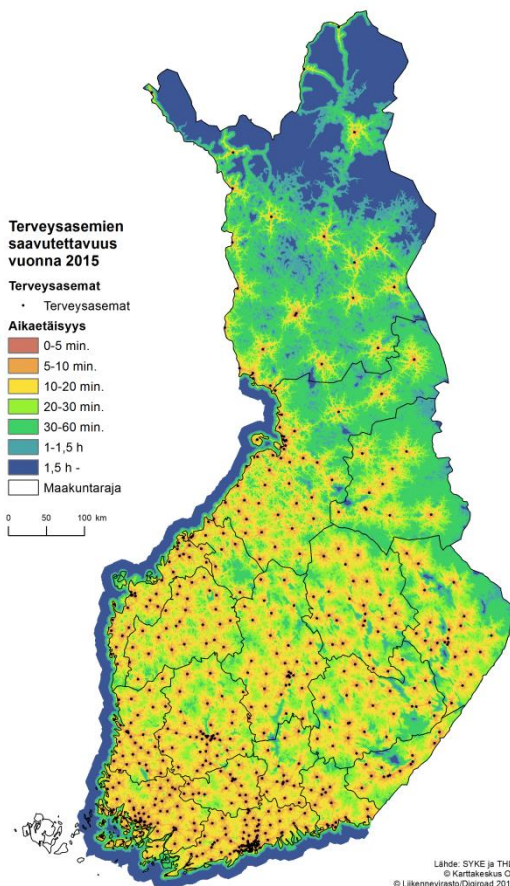 Terveysasemien
saavutettavuus
vuonna 2015
Terveysasemat
Terveysasemat
Aikaetäisyys
0-5 min.
5-10 min.
10-20 min.
20-30 min.
30-60 min.
1-1,5 h
1,5 h -
Maakuntaraja
0 50 100 km
Lähde: SYKE ja THL
© Karttakeskus O
© Liikennevirasto/Digiroad 201